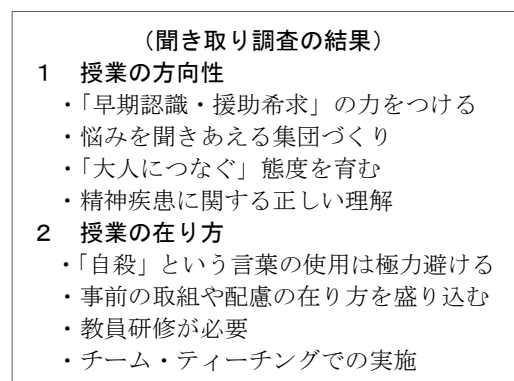 (聞き取り調査の結果)
1 授業の方向性
・「早期認識・援助希求」の力をつける
・悩みを聞きあえる集団づくり
・「大人につなぐ」態度を育む
・精神疾患に関する正しい理解
2 授業の在り方
・「自殺」という言葉の使用は極力避ける
・事前の取組や配慮の在り方を盛り込む
・教員研修が必要
・チーム・ティーチングでの実施